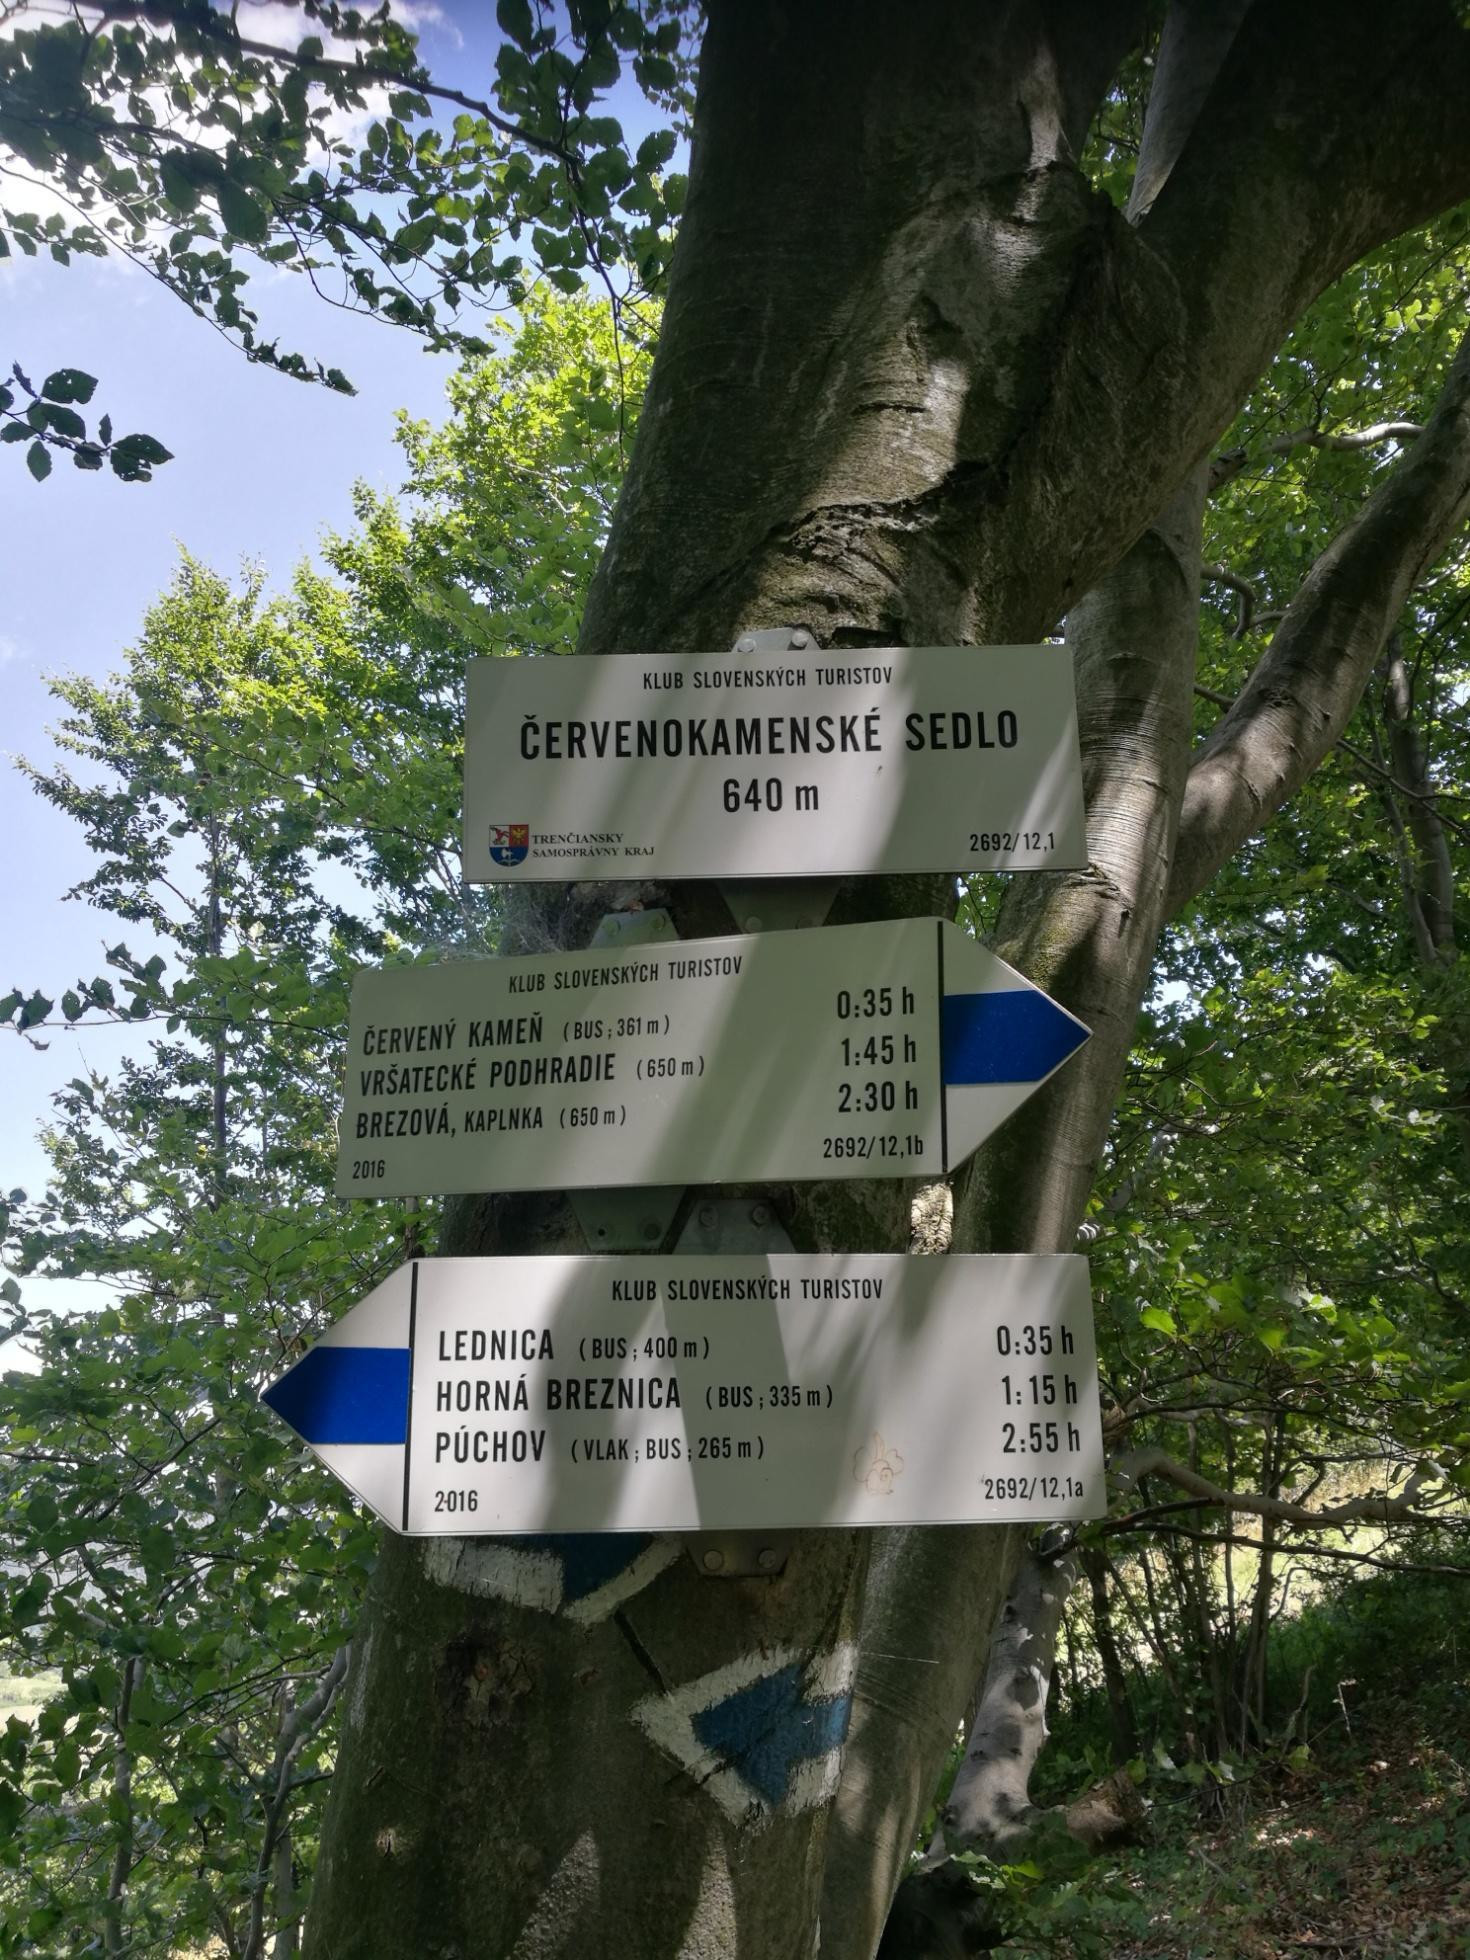 KLUB SLOVENSKÝCH TURISTOV
ČERVENOKAMENSKÉ SEDLO
640 m
TRENČIANSKY
SAMOSPRÁVNY KRAJ
2692/12,1
KLUB SLOVENSKÝCH TURISTOV
ČERVENÝ KAMEŇ (BUS; 361 m) 0:35 h
VRŠATECKÉ PODHRADIE (650 m) 1:45 h
BREZOVÁ, KAPLNKA (650 m) 2:30 h
2016 2692/12,1b
KLUB SLOVENSKÝCH TURISTOV
LEDNICA (BUS; 400 m) 0:35 h
HORNÁ BREZNICA (BUS; 335 m) 1:15 h
PÚCHOV (VLAK; BUS; 265 m) 2:55 h
2016 2692/12,1a